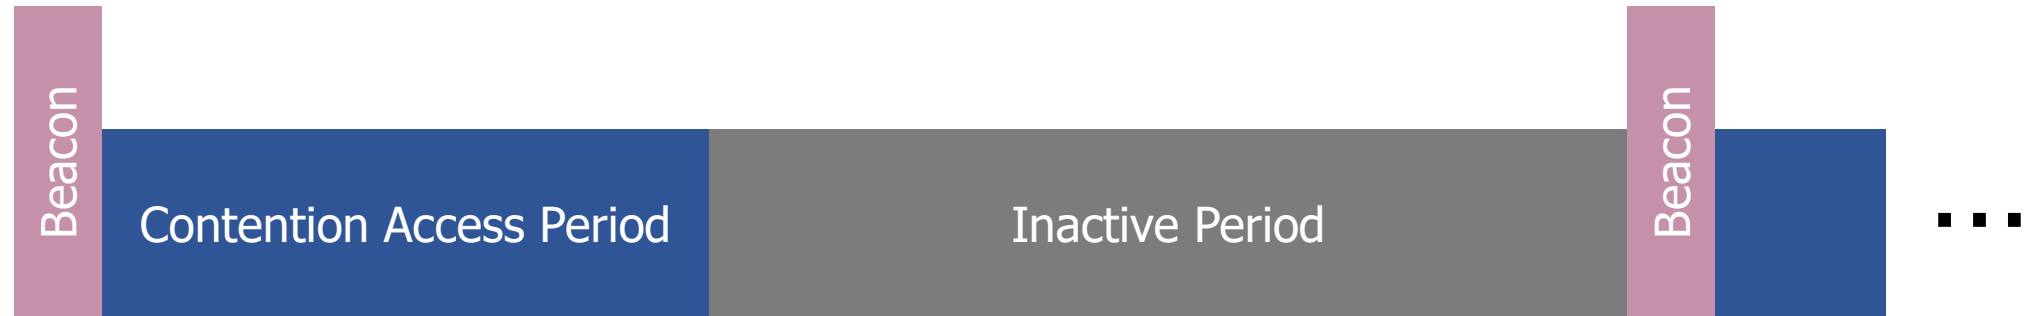 Beacon
Contention Access Period
Inactive Period
Beacon
...